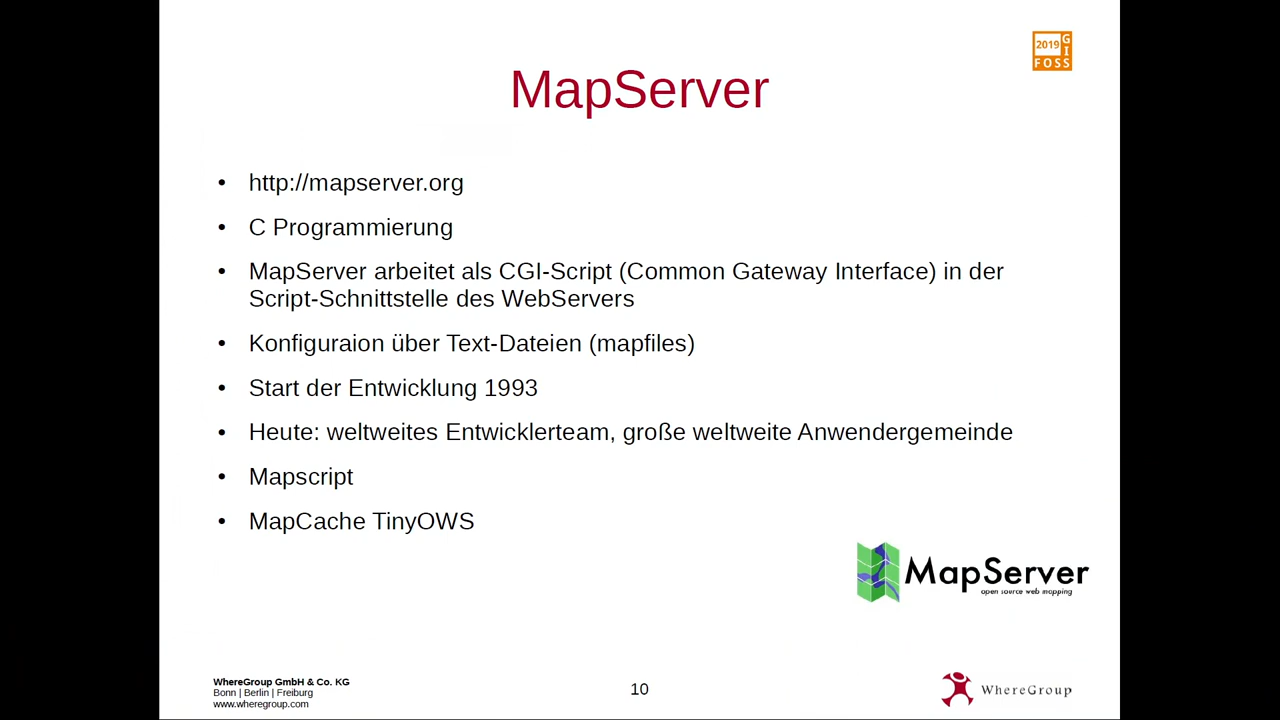 2019
G
I
FOSS
MapServer
• http://mapserver.org
• C Programmierung
• MapServer arbeitet als CGI-Script (Common Gateway Interface) in der
Script-Schnittstelle des WebServers
• Konfiguraion über Text-Dateien (mapfiles)
• Start der Entwicklung 1993
• Heute: weltweites Entwicklerteam, große weltweite Anwendergemeinde
• Mapscript
• MapCache TinyOWS
MapServer
open source web mapping
WhereGroup GmbH & Co. KG
Bonn | Berlin | Freiburg
www.wheregroup.com
10
WhereGroup